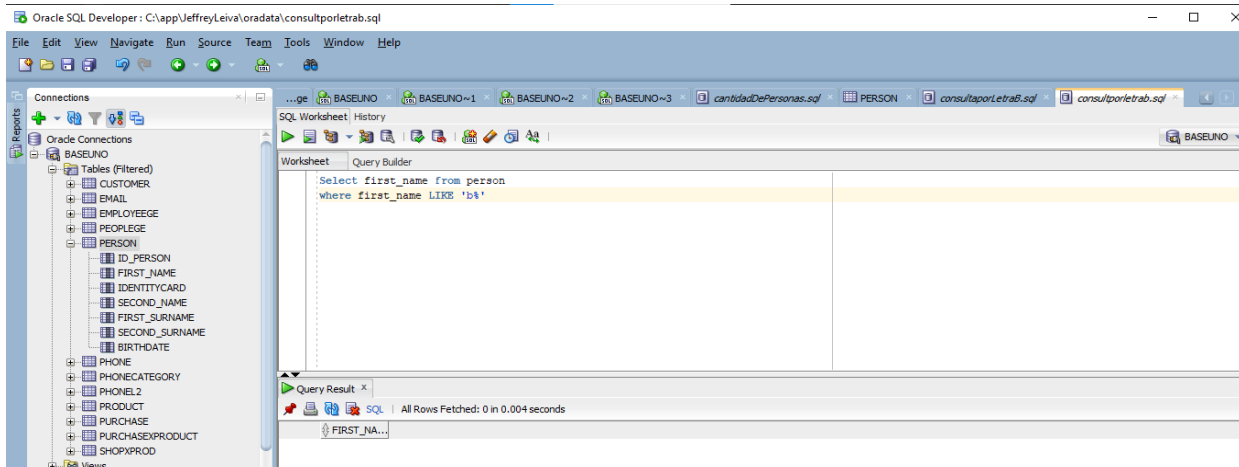 Oracle SQL Developer : C:\app\JeffreyLeiva\oradata\consultporletrab.sql
File Edit View Navigate Run Source Team Tools Window Help
Reports
Connections
Oracle Connections
BASEUNO
Tables (Filtered)
CUSTOMER
EMAIL
EMPLOYEEGE
PEOPLEGE
PERSON
ID_PERSON
FIRST_NAME
IDENTITYCARD
SECOND_NAME
FIRST_SURNAME
SECOND_SURNAME
BIRTHDATE
PHONE
PHONECATEGORY
PHONEL2
PRODUCT
PURCHASE
PURCHASEXPRODUCT
SHOPXPROD
Views
...ge BASEUNO BASEUNO~1 BASEUNO~2 BASEUNO~3 cantidadDePersonas.sql PERSON consultaporLetraB.sql consultporletrab.sql
SQL Worksheet History
BASEUNO
Worksheet Query Builder
Select first_name from person
where first_name LIKE 'b%'
Query Result
SQL | All Rows Fetched: 0 in 0.004 seconds
FIRST_NA...